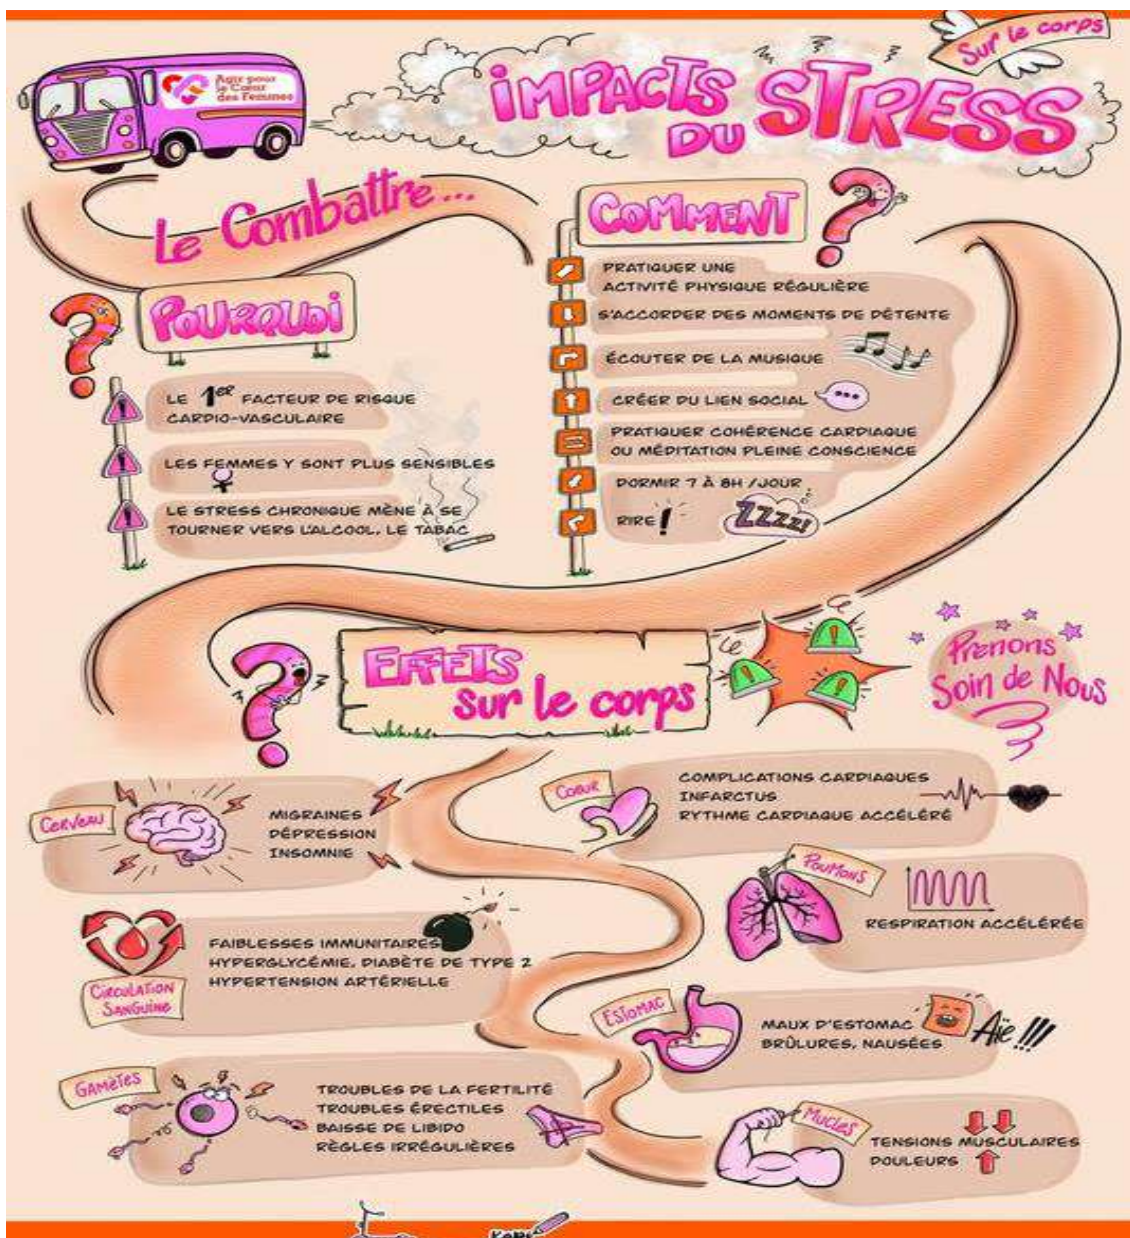 Agir pour
le Cœur
des Femmes
Sur le corps
IMPACTS
DU STRESS
Le Combattre...
POURQUOI
LE 1ER FACTEUR DE RISQUE
CARDIO-VASCULAIRE
LES FEMMES Y SONT PLUS SENSIBLES
LE STRESS CHRONIQUE MÈNE À SE
TOURNER VERS L'ALCOOL, LE TABAC
COMMENT
?
PRATIQUER UNE
ACTIVITÉ PHYSIQUE RÉGULIÈRE
S'ACCORDER DES MOMENTS DE DÉTENTE
ÉCOUTER DE LA MUSIQUE
CRÉER DU LIEN SOCIAL
PRATIQUER COHÉRENCE CARDIAQUE
OU MÉDITATION PLEINE CONSCIENCE
DORMIR 7 À 8H /JOUR
ZZZZ!
RIRE !
?
EFFETS
sur le corps
Prenons
Soin de Nous
CERVEAU
MIGRAINES
DÉPRESSION
INSOMNIE
COEUR
COMPLICATIONS CARDIAQUES
INFARCTUS
RYTHME CARDIAQUE ACCÉLÉRÉ
POUMONS
RESPIRATION ACCÉLÉRÉE
CIRCULATION
SANGUINE
FAIBLESSES IMMUNITAIRES
HYPERGLYCÉMIE, DIABÈTE DE TYPE 2
HYPERTENSION ARTÉRIELLE
ESTOMAC
MAUX D'ESTOMAC
BRÛLURES, NAUSÉES
Aïe !!!
GAMÈTES
TROUBLES DE LA FERTILITÉ
TROUBLES ÉRECTILES
BAISSE DE LIBIDO
RÈGLES IRRÉGULIÈRES
MUCLES
TENSIONS MUSCULAIRES
DOULEURS